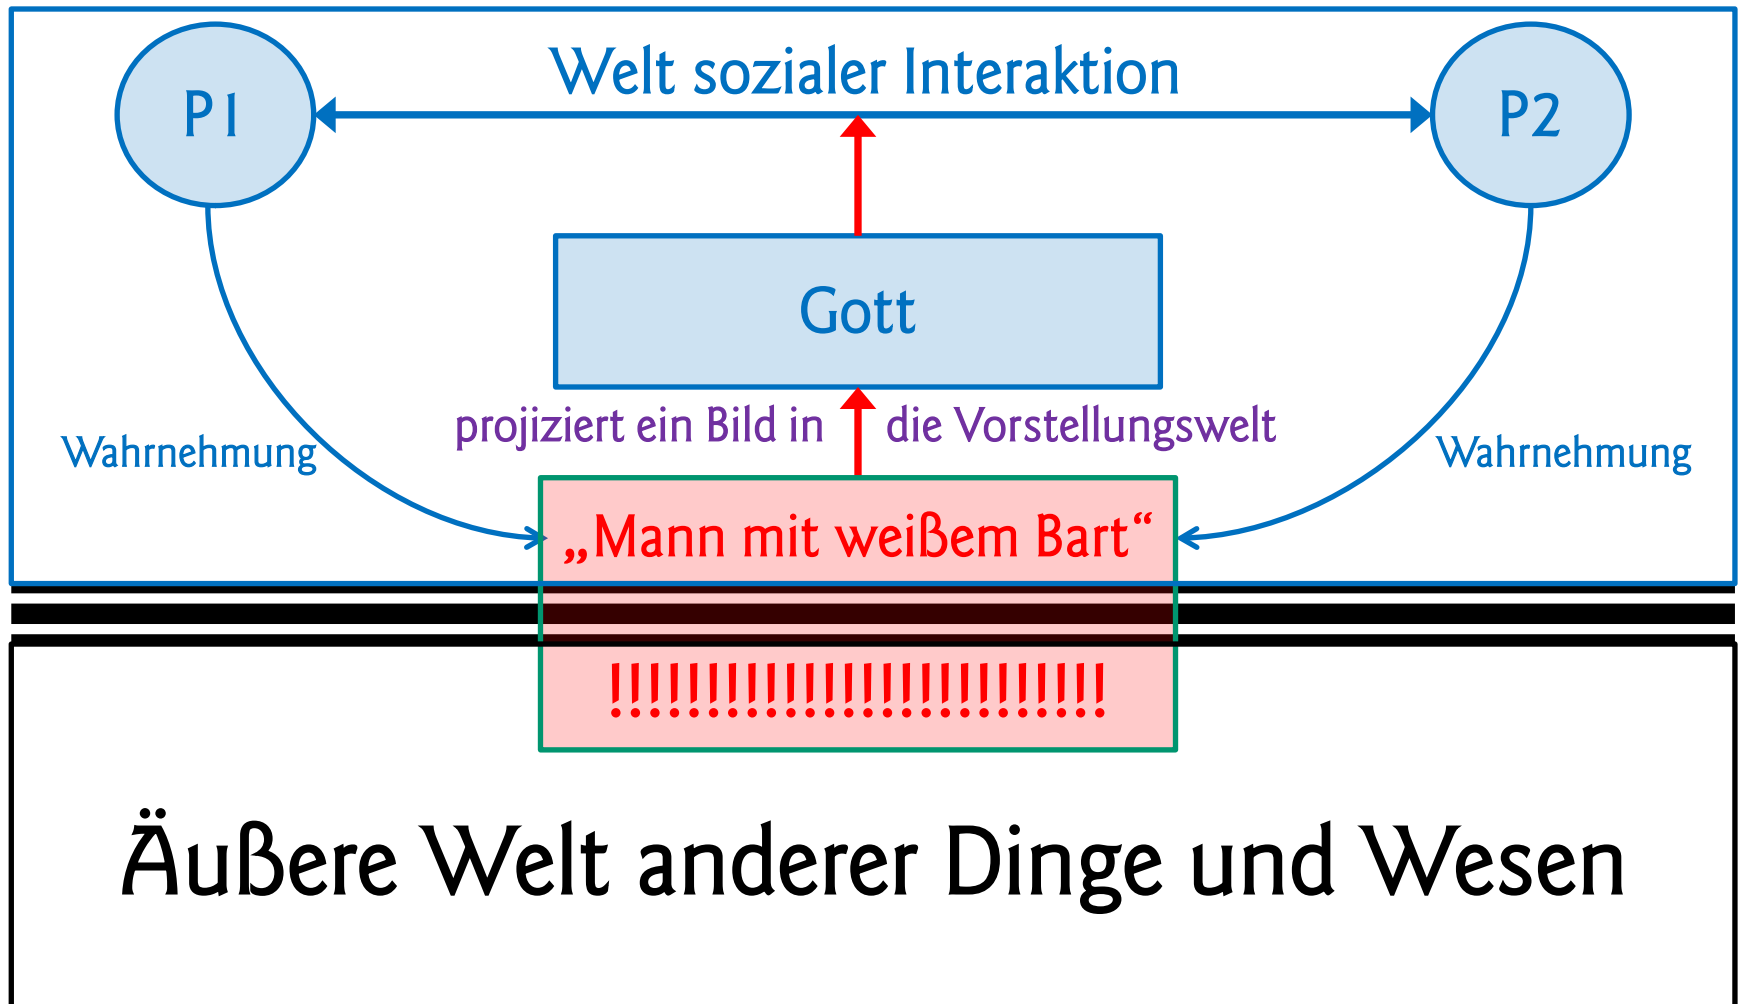 Welt sozialer Interaktion
P1
P2
Gott
projiziert ein Bild in die Vorstellungswelt
Wahrnehmung
Wahrnehmung
„Mann mit weißem Bart“
!!!!!!!!!!!!!!!!!!!!!!!!!!
Äußere Welt anderer Dinge und Wesen